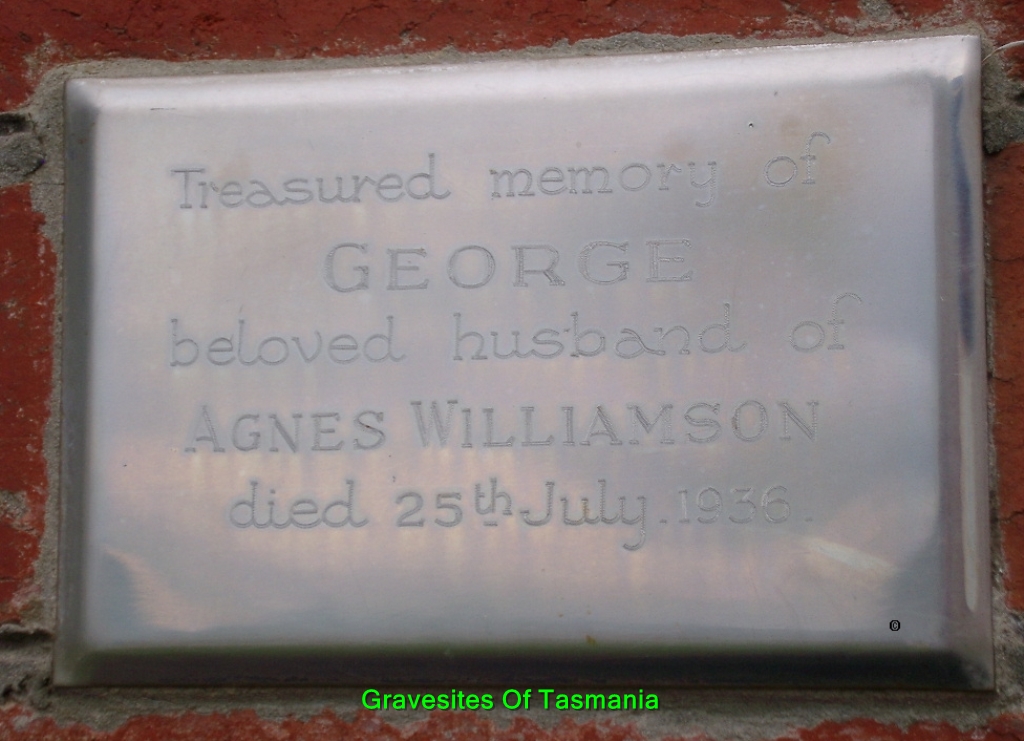 Treasured memory of
GEORGE
beloved husband of
AGNES WILLIAMSON
died 25th July. 1936.
©
Gravesites Of Tasmania